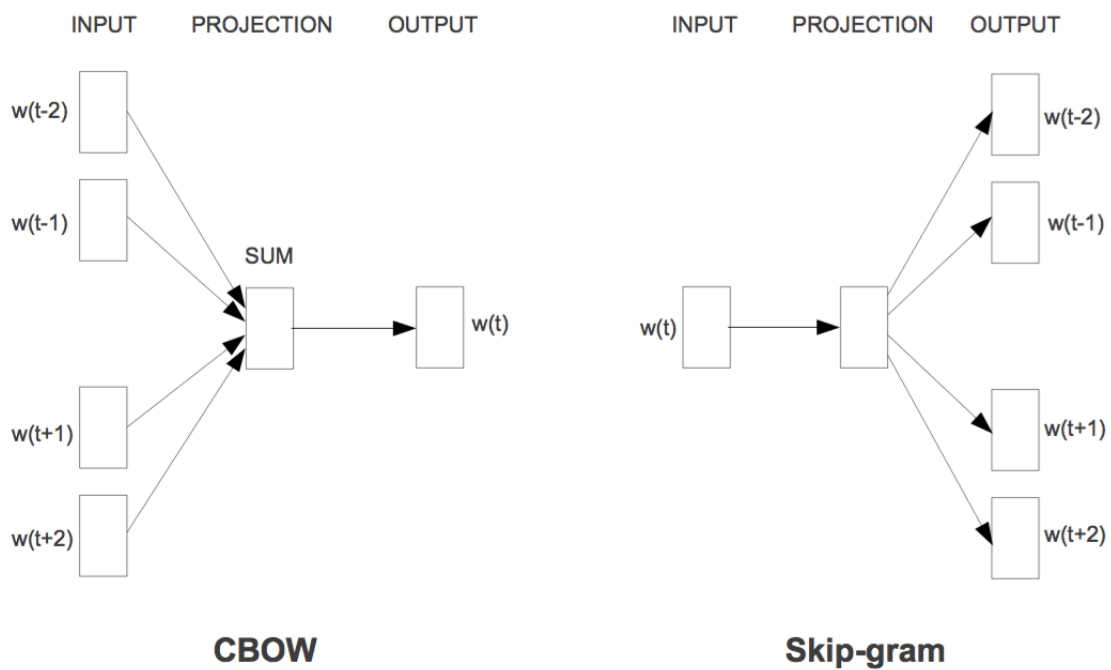 INPUT PROJECTION OUTPUT
w(t-2)
w(t-1)
SUM
w(t)
w(t+1)
w(t+2)
CBOW
INPUT PROJECTION OUTPUT
w(t-2)
w(t-1)
w(t)
w(t+1)
w(t+2)
Skip-gram